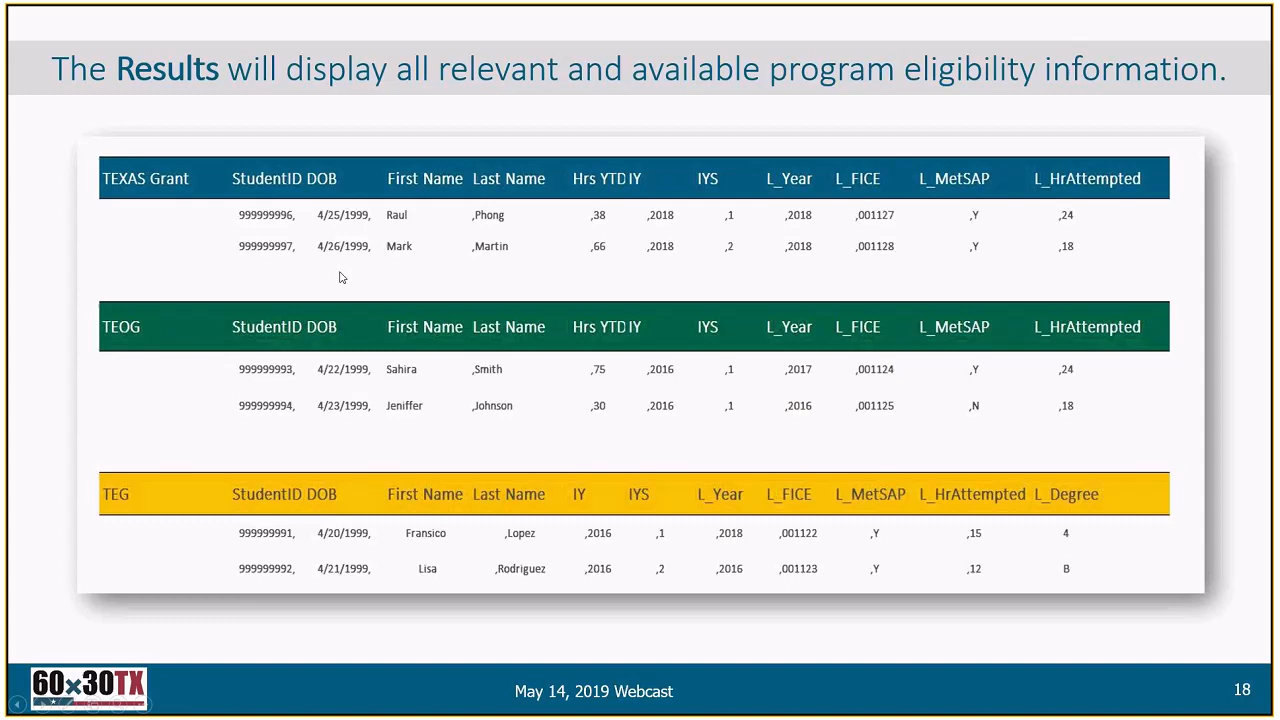 The Results will display all relevant and available program eligibility information.
TEXAS Grant StudentID DOB First Name Last Name Hrs YTD IY IYS L_Year L_FICE L_MetSAP L_HrAttempted
999999996, 4/25/1999, Raul ,Phong ,38 ,2018 ,1 ,2018 ,001127 ,Y ,24
999999997, 4/26/1999, Mark ,Martin ,66 ,2018 ,2 ,2018 ,001128 ,Y ,18
TEOG StudentID DOB First Name Last Name Hrs YTD IY IYS L_Year L_FICE L_MetSAP L_HrAttempted
999999993, 4/22/1999, Sahira ,Smith ,75 ,2016 ,1 ,2017 ,001124 ,Y ,24
999999994, 4/23/1999, Jeniffer ,Johnson ,30 ,2016 ,1 ,2016 ,001125 ,N ,18
TEG StudentID DOB First Name Last Name IY IYS L_Year L_FICE L_MetSAP L_HrAttempted L_Degree
999999991, 4/20/1999, Fransico ,Lopez ,2016 ,1 ,2018 ,001122 ,Y ,15 4
999999992, 4/21/1999, Lisa ,Rodriguez ,2016 ,2 ,2016 ,001123 ,Y ,12 B
60x30TX May 14, 2019 Webcast 18